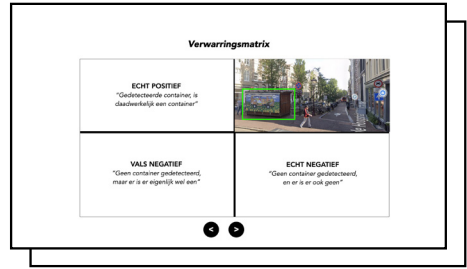 Verwarringsmatrix
ECHT POSITIEF
"Gedetecteerde container, is
daadwerkelijk een container"
VALS NEGATIEF
"Geen container gedetecteerd,
maar er is er eigenlijk wel een"
ECHT NEGATIEF
"Geen container gedetecteerd,
en er is er ook geen"
< >